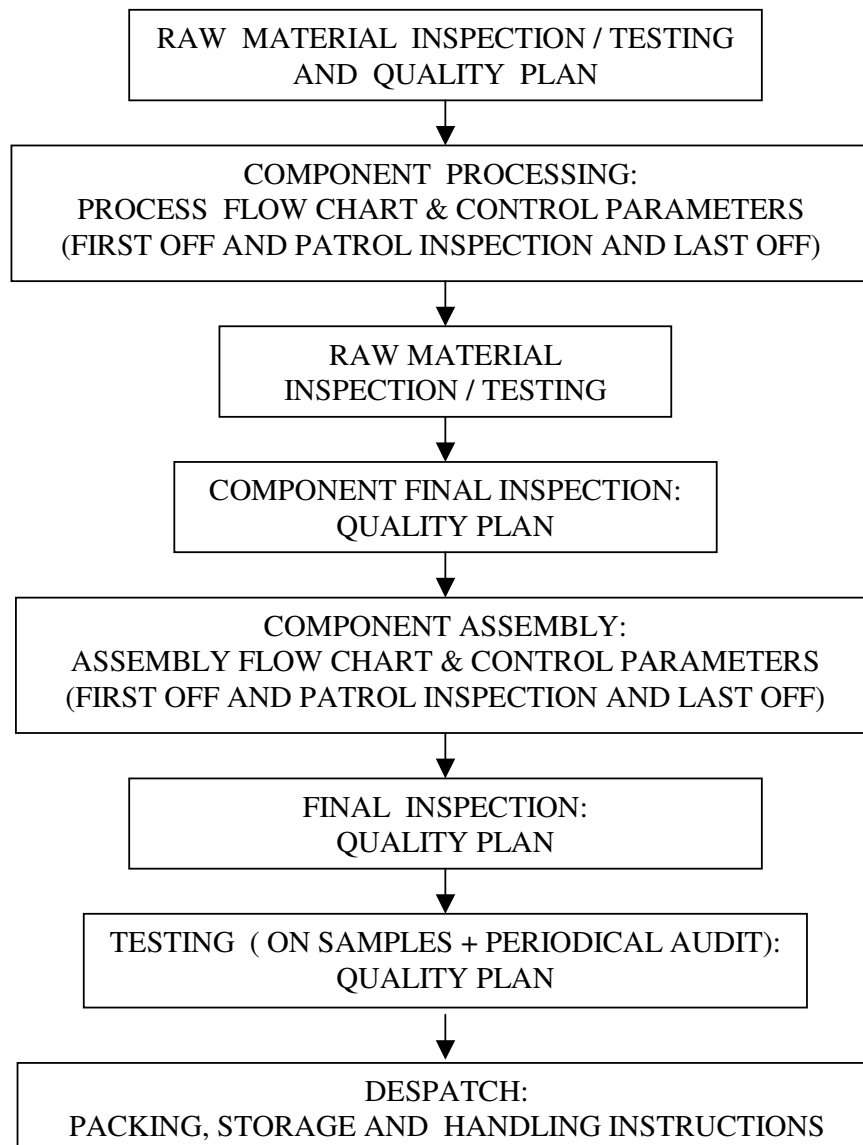 RAW MATERIAL INSPECTION / TESTING
AND QUALITY PLAN
COMPONENT PROCESSING:
PROCESS FLOW CHART & CONTROL PARAMETERS
(FIRST OFF AND PATROL INSPECTION AND LAST OFF)
RAW MATERIAL
INSPECTION / TESTING
COMPONENT FINAL INSPECTION:
QUALITY PLAN
COMPONENT ASSEMBLY:
ASSEMBLY FLOW CHART & CONTROL PARAMETERS
(FIRST OFF AND PATROL INSPECTION AND LAST OFF)
FINAL INSPECTION:
QUALITY PLAN
TESTING ( ON SAMPLES + PERIODICAL AUDIT):
QUALITY PLAN
DESPATCH:
PACKING, STORAGE AND HANDLING INSTRUCTIONS